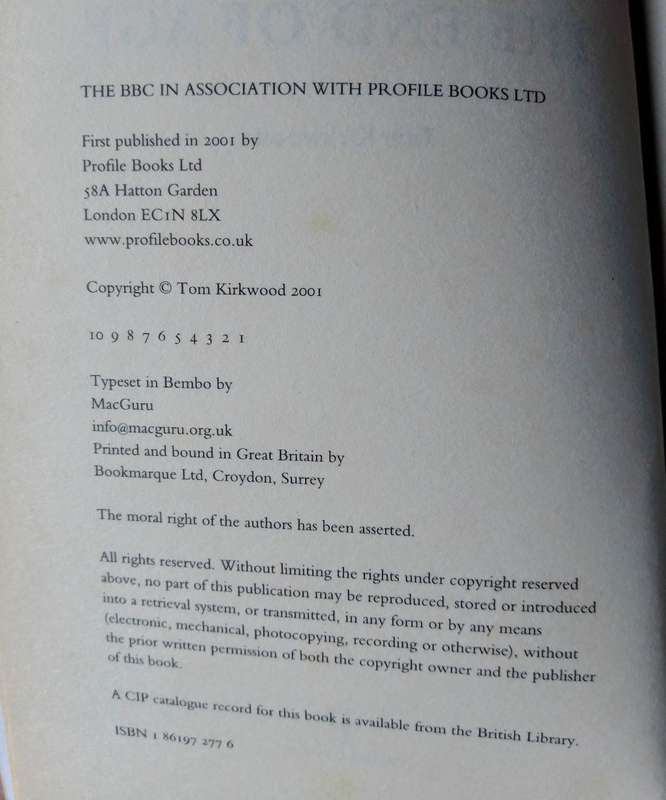 THE BBC IN ASSOCIATION WITH PROFILE BOOKS LTD
First published in 2001 by
Profile Books Ltd
58A Hatton Garden
London EC1N 8LX
www.profilebooks.co.uk
Copyright © Tom Kirkwood 2001
10 9 8 7 6 5 4 3 2 1
Typeset in Bembo by
MacGuru
info@macguru.org.uk
Printed and bound in Great Britain by
Bookmarque Ltd, Croydon, Surrey
The moral right of the authors has been asserted.
All rights reserved. Without limiting the rights under copyright reserved
above, no part of this publication may be reproduced, stored or introduced
into a retrieval system, or transmitted, in any form or by any means
(electronic, mechanical, photocopying, recording or otherwise), without
the prior written permission of both the copyright owner and the publisher
of this book.
A CIP catalogue record for this book is available from the British Library.
ISBN 1 86197 277 6